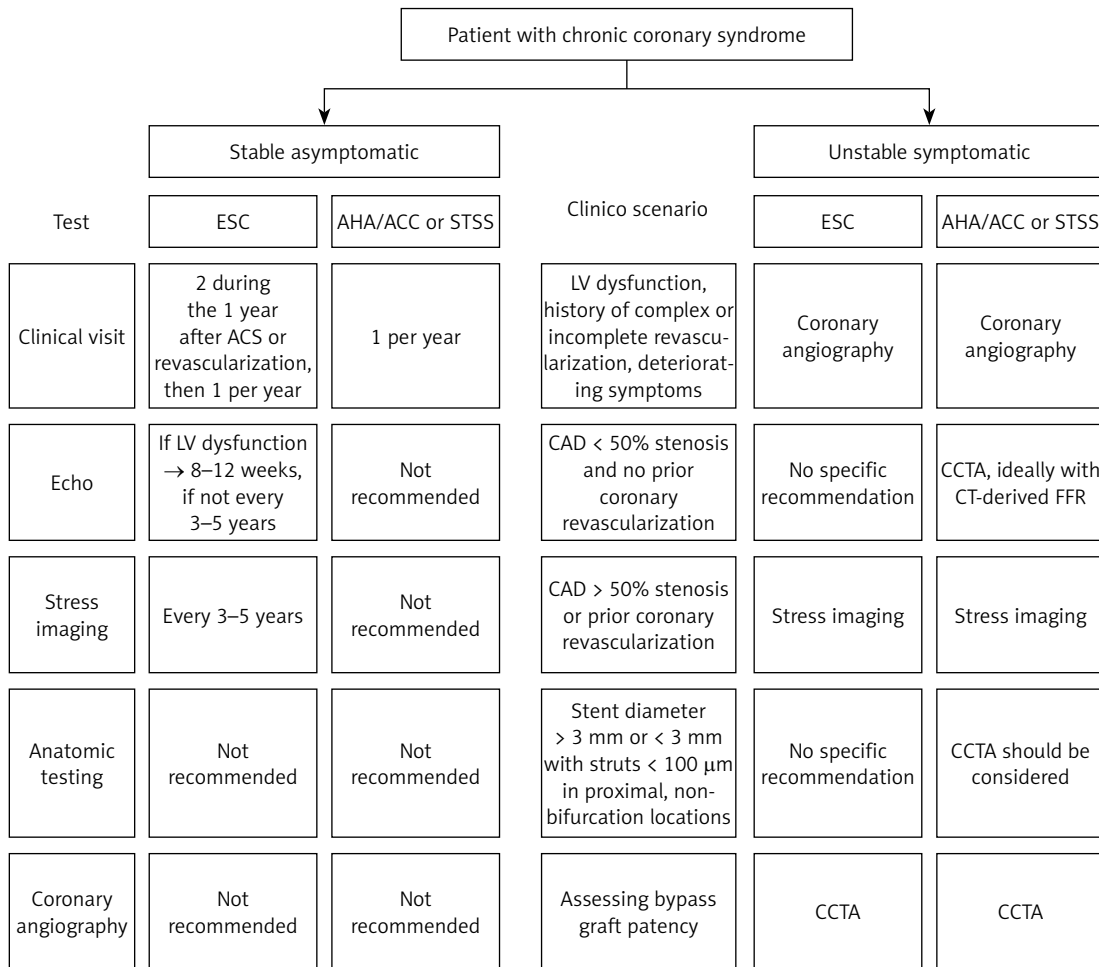 Patient with chronic coronary syndrome
Stable asymptomatic
Unstable symptomatic
Test
ESC
AHA/ACC or STSS
Clinico scenario
ESC
AHA/ACC or STSS
Clinical visit
2 during
the 1 year
after ACS or
revascularization,
then 1 per year
1 per year
LV dysfunction,
history of complex or
incomplete revascu-
larization, deteriorat-
ing symptoms
Coronary
angiography
Coronary
angiography
Echo
If LV dysfunction
→ 8–12 weeks,
if not every
3–5 years
Not
recommended
CAD < 50% stenosis
and no prior
coronary
revascularization
No specific
recommendation
CCTA, ideally with
CT-derived FFR
Stress
imaging
Every 3–5 years
Not
recommended
CAD > 50% stenosis
or prior coronary
revascularization
Stress imaging
Stress imaging
Anatomic
testing
Not
recommended
Not
recommended
Stent diameter
> 3 mm or < 3 mm
with struts < 100 μm
in proximal, non-
bifurcation locations
No specific
recommendation
CCTA should be
considered
Coronary
angiography
Not
recommended
Not
recommended
Assessing bypass
graft patency
CCTA
CCTA